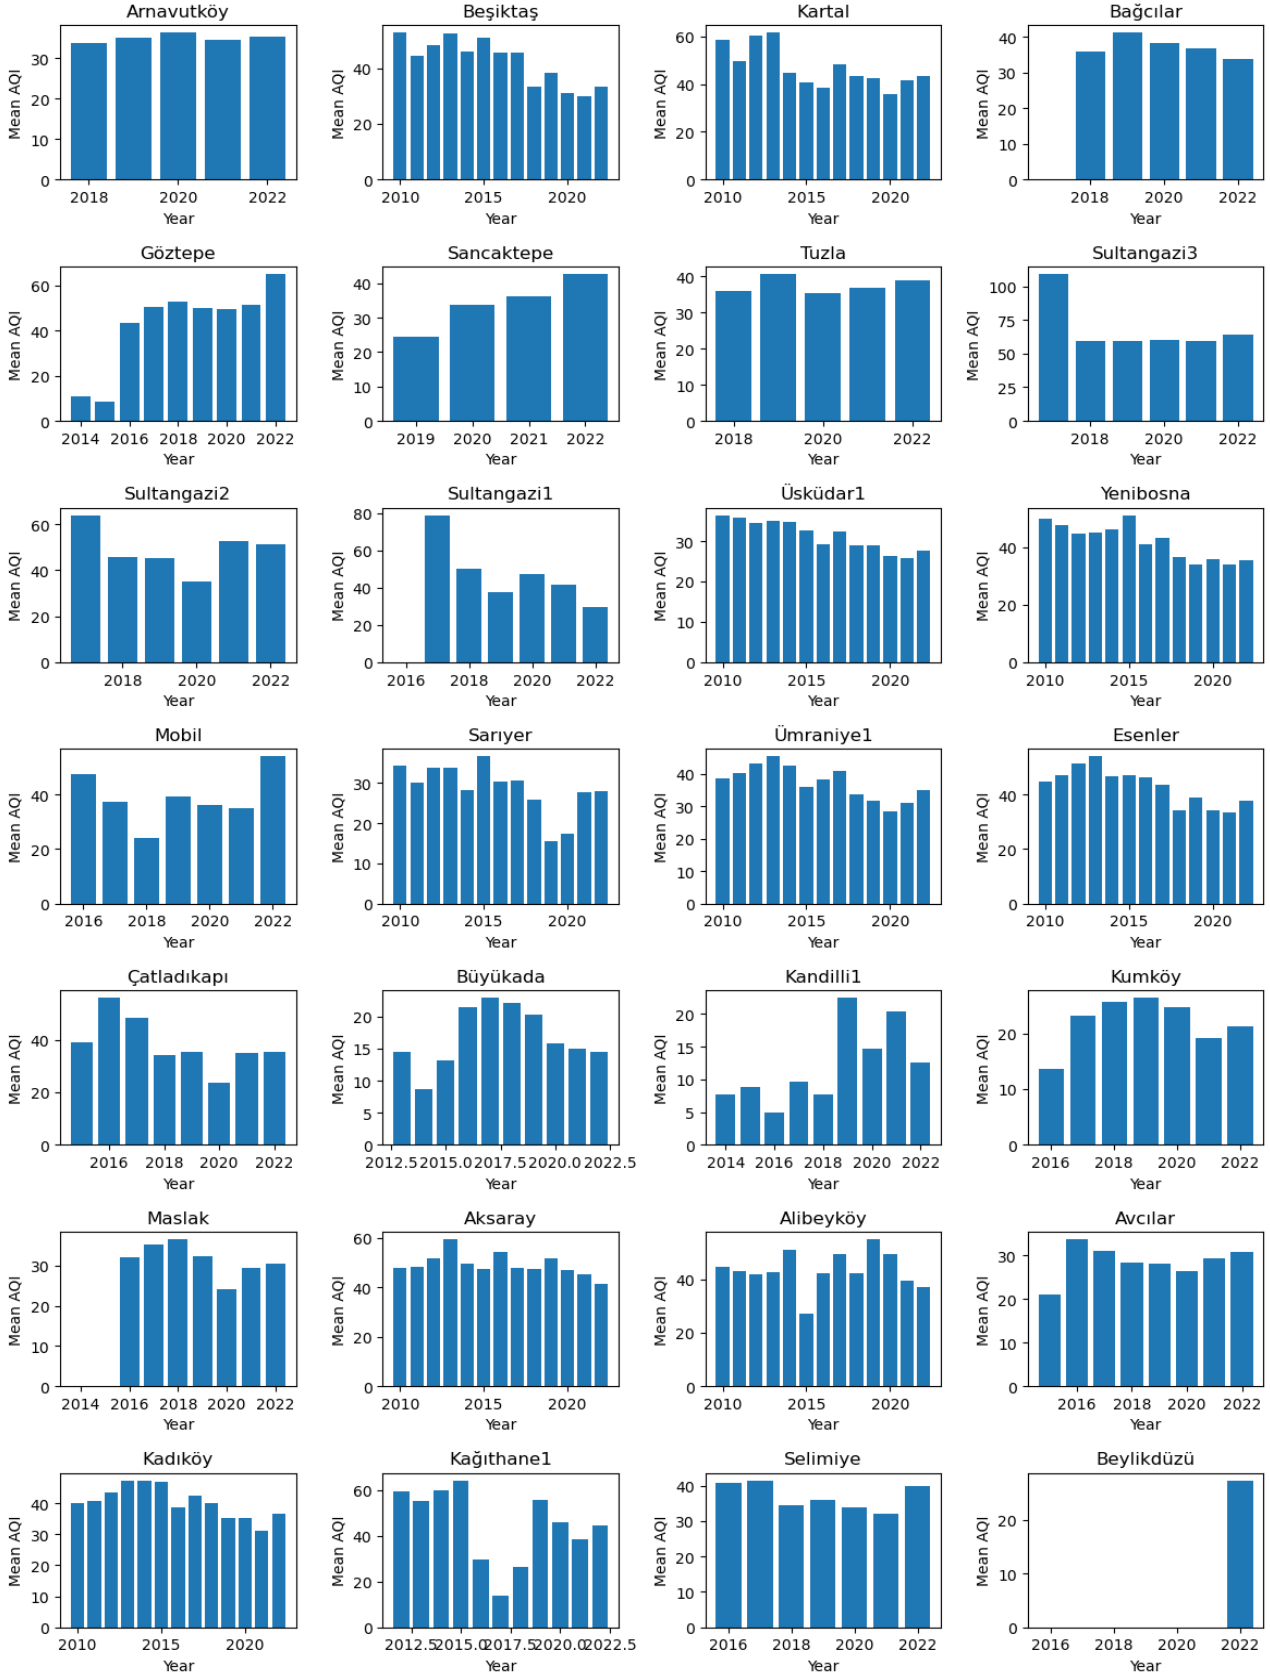 Arnavutköy
Mean AQI
30
20
10
0
2018 2020 2022
Year
Beşiktaş
Mean AQI
40
20
0
2010 2015 2020
Year
Kartal
Mean AQI
60
40
20
0
2010 2015 2020
Year
Bağcılar
Mean AQI
40
30
20
10
0
2018 2020 2022
Year
Göztepe
Mean AQI
60
40
20
0
2014 2016 2018 2020 2022
Year
Sancaktepe
Mean AQI
40
30
20
10
0
2019 2020 2021 2022
Year
Tuzla
Mean AQI
40
30
20
10
0
2018 2020 2022
Year
Sultangazi3
Mean AQI
100
75
50
25
0
2018 2020 2022
Year
Sultangazi2
Mean AQI
60
40
20
0
2018 2020 2022
Year
Sultangazi1
Mean AQI
80
60
40
20
0
2016 2018 2020 2022
Year
Üsküdar1
Mean AQI
30
20
10
0
2010 2015 2020
Year
Yenibosna
Mean AQI
40
20
0
2010 2015 2020
Year
Mobil
Mean AQI
40
20
0
2016 2018 2020 2022
Year
Sarıyer
Mean AQI
30
20
10
0
2010 2015 2020
Year
Ümraniye1
Mean AQI
40
30
20
10
0
2010 2015 2020
Year
Esenler
Mean AQI
40
20
0
2010 2015 2020
Year
Çatladıkapı
Mean AQI
40
20
0
2016 2018 2020 2022
Year
Büyükada
Mean AQI
20
15
10
5
0
2012.5 2015.0 2017.5 2020.0 2022.5
Year
Kandilli1
Mean AQI
20
15
10
5
0
2014 2016 2018 2020 2022
Year
Kumköy
Mean AQI
20
10
0
2016 2018 2020 2022
Year
Maslak
Mean AQI
30
20
10
0
2014 2016 2018 2020 2022
Year
Aksaray
Mean AQI
60
40
20
0
2010 2015 2020
Year
Alibeyköy
Mean AQI
40
20
0
2010 2015 2020
Year
Avcılar
Mean AQI
30
20
10
0
2016 2018 2020 2022
Year
Kadıköy
Mean AQI
40
30
20
10
0
2010 2015 2020
Year
Kağıthane1
Mean AQI
60
40
20
0
2012.5 2015.0 2017.5 2020.0 2022.5
Year
Selimiye
Mean AQI
40
30
20
10
0
2016 2018 2020 2022
Year
Beylikdüzü
Mean AQI
20
10
0
2016 2018 2020 2022
Year